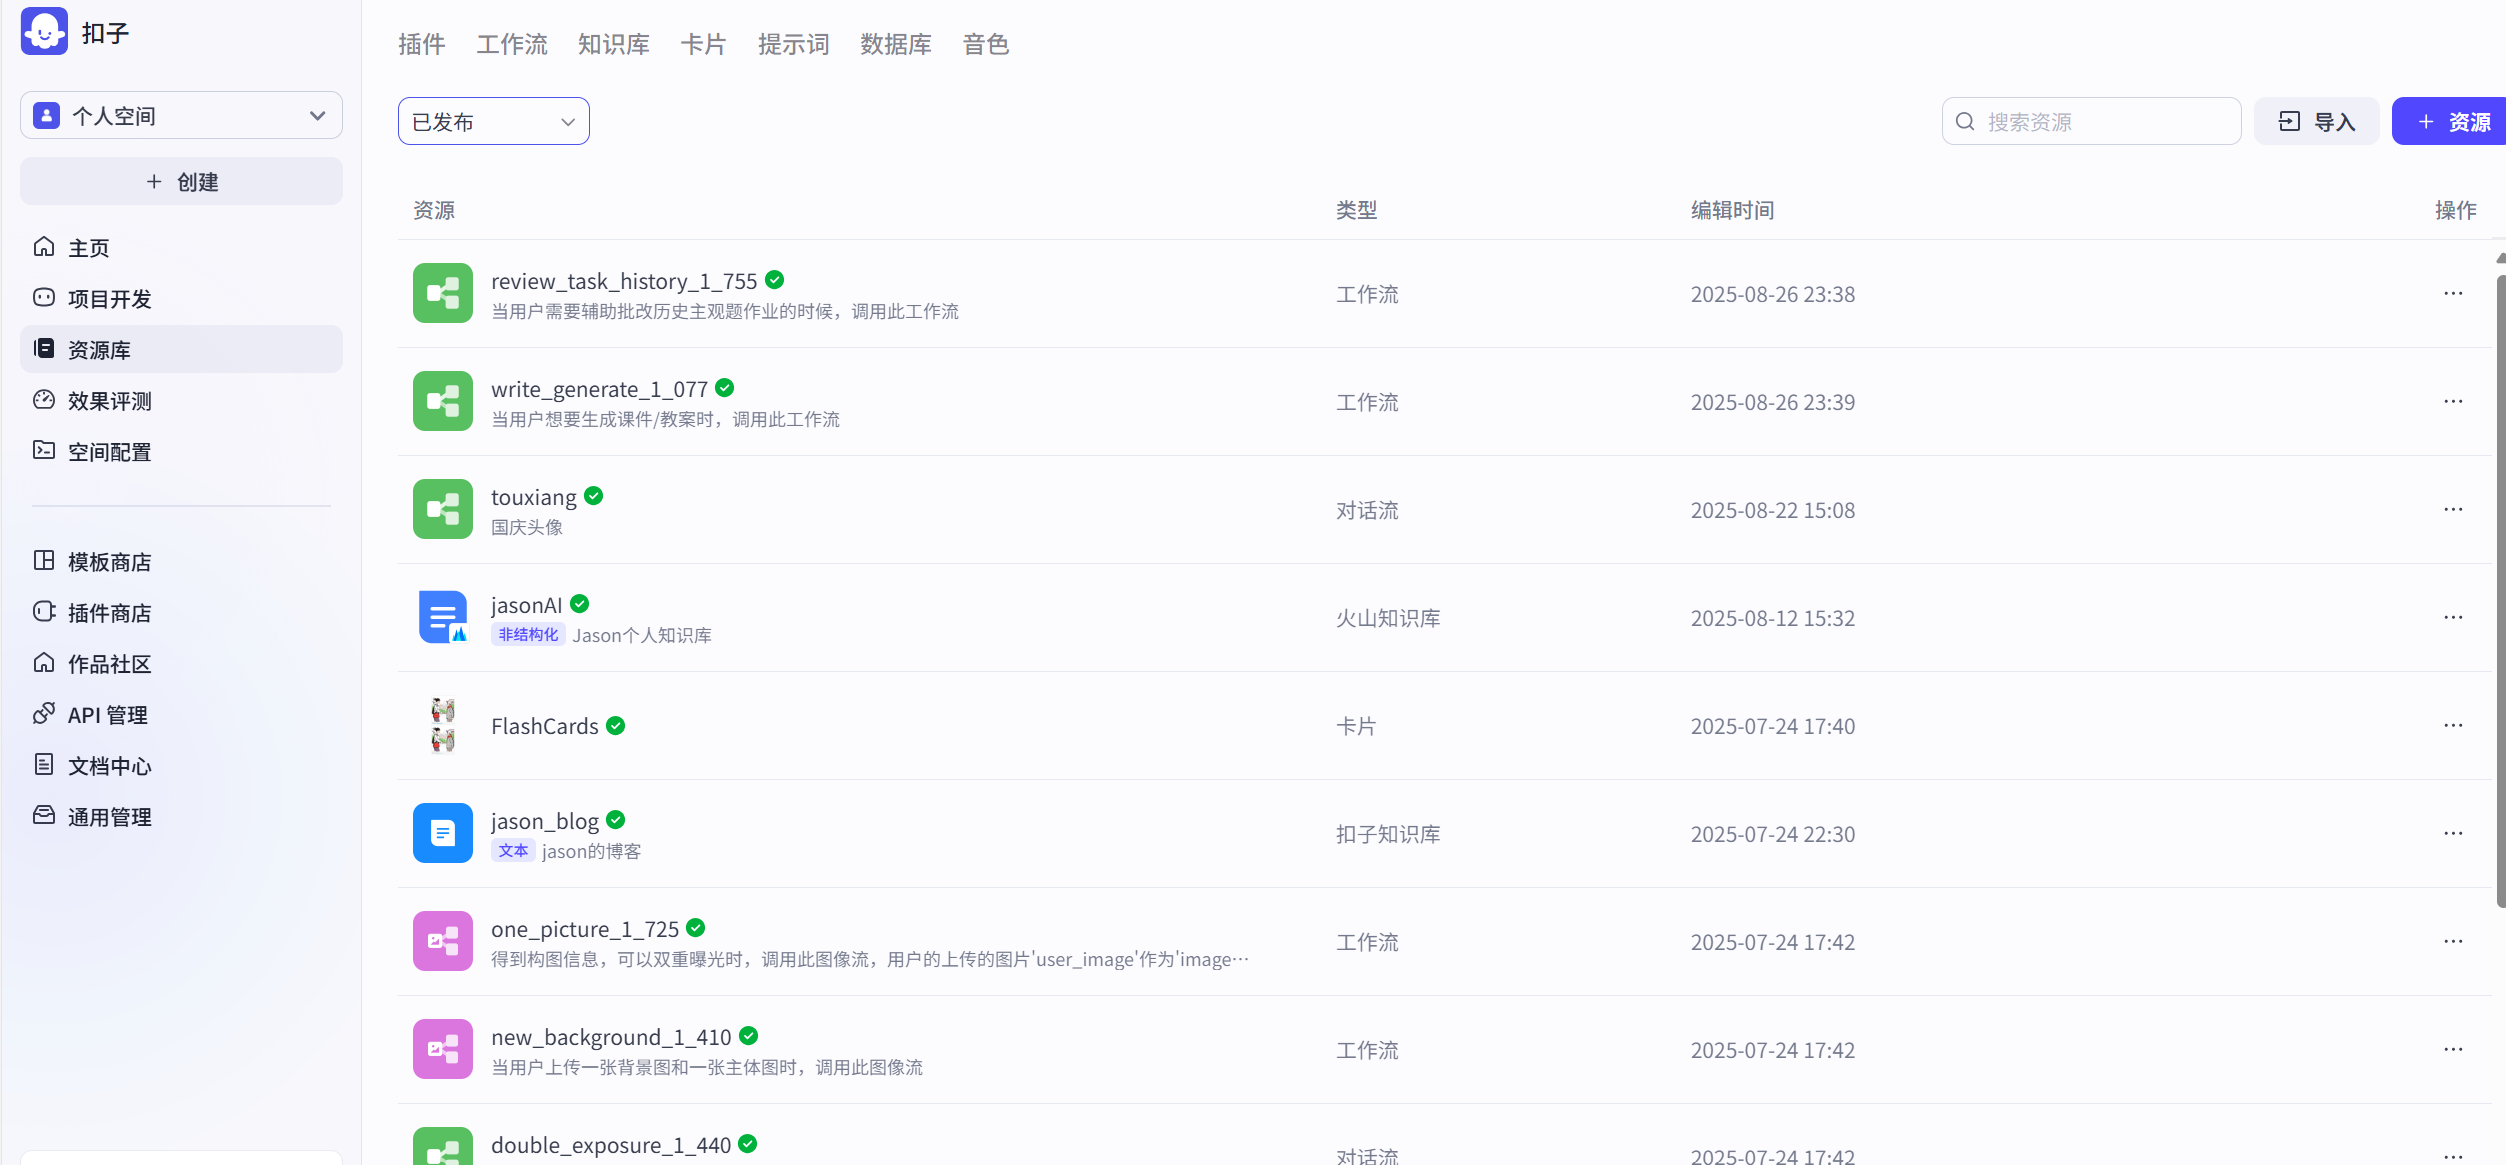 扣子
个人空间
+ 创建
主页
项目开发
资源库
效果评测
空间配置
模板商店
插件商店
作品社区
API 管理
文档中心
通用管理
插件 工作流 知识库 卡片 提示词 数据库 音色
已发布
搜索资源
导入
+ 资源
资源 类型 编辑时间 操作
review_task_history_1_755
当用户需要辅助批改历史主观题作业的时候，调用此工作流
工作流 2025-08-26 23:38 ···
write_generate_1_077
当用户想要生成课件/教案时，调用此工作流
工作流 2025-08-26 23:39 ···
touxiang
国庆头像
对话流 2025-08-22 15:08 ···
jasonAI
非结构化 Jason个人知识库
火山知识库 2025-08-12 15:32 ···
FlashCards
卡片 2025-07-24 17:40 ···
jason_blog
文本 jason的博客
扣子知识库 2025-07-24 22:30 ···
one_picture_1_725
得到构图信息，可以双重曝光时，调用此图像流，用户的上传的图片'user_image'作为'image···
工作流 2025-07-24 17:42 ···
new_background_1_410
当用户上传一张背景图和一张主体图时，调用此图像流
工作流 2025-07-24 17:42 ···
double_exposure_1_440
对话流 2025-07-24 17:42 ···